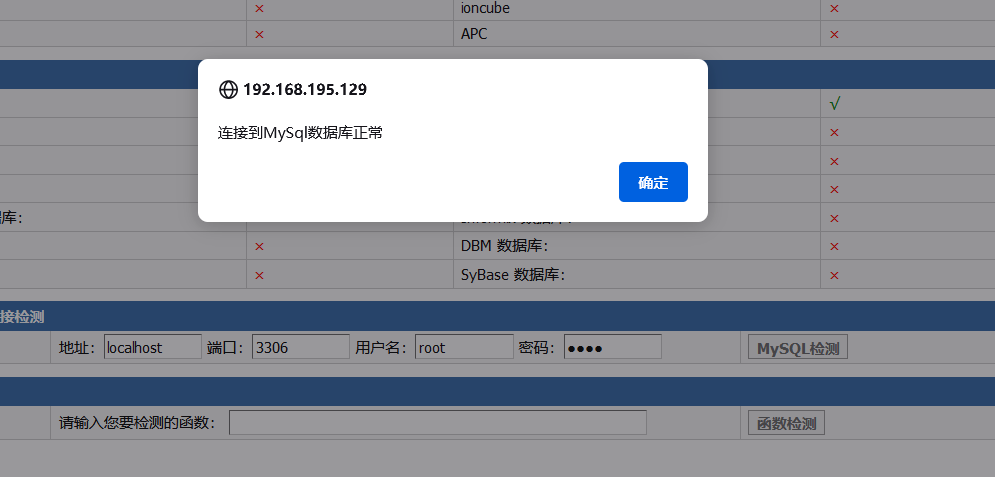 × ioncube ×
× APC ×
192.168.195.129
连接到MySql数据库正常
确定
√
×
×
×
库： ×
× DBM 数据库： ×
× SyBase 数据库： ×
接检测
地址： localhost 端口： 3306 用户名： root 密码： ●●●● MySQL检测
请输入您要检测的函数： 函数检测